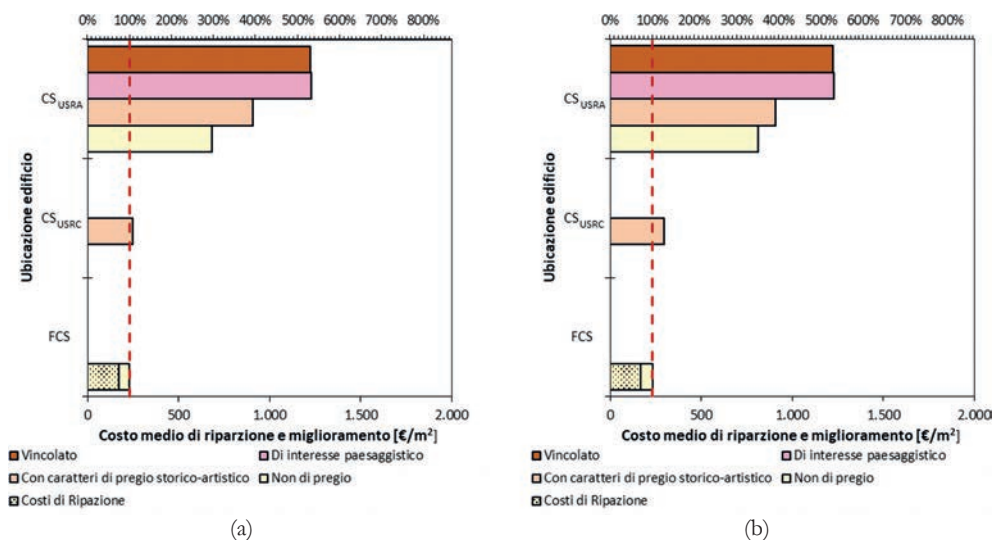 0% 100% 200% 300% 400% 500% 600% 700% 800%
Ubicazione edificio
CS_USRA
CS_USRC
FCS
0 500 1.000 1.500 2.000
Costo medio di riparzione e miglioramento [€/m²]
Vincolato Di interesse paesaggistico
Con caratteri di pregio storico-artistico Non di pregio
Costi di Ripazione
(a)
0% 100% 200% 300% 400% 500% 600% 700% 800%
Ubicazione edificio
CS_USRA
CS_USRC
FCS
0 500 1.000 1.500 2.000
Costo medio di riparzione e miglioramento [€/m²]
Vincolato Di interesse paesaggistico
Con caratteri di pregio storico-artistico Non di pregio
Costi di Ripazione
(b)